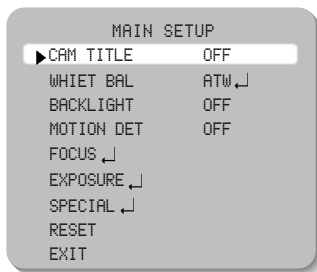 MAIN SETUP
▶CAM TITLE OFF
WHIET BAL ATW↵
BACKLIGHT OFF
MOTION DET OFF
FOCUS ↵
EXPOSURE ↵
SPECIAL ↵
RESET
EXIT